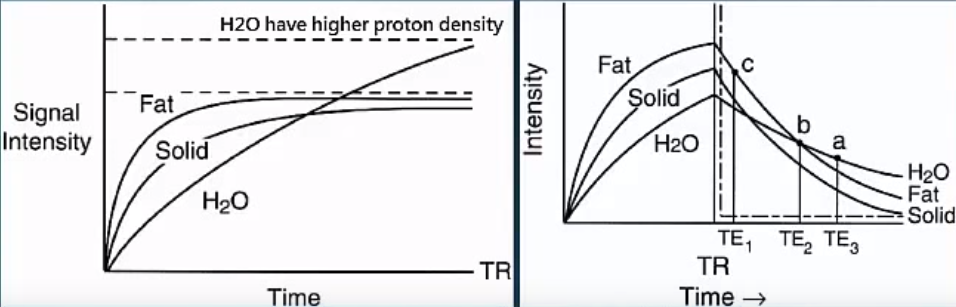 H2O have higher proton density
Signal
Intensity
Fat
Solid
H₂O
TR
Time
Intensity
Fat
Solid
H₂O
c
b
a
H₂O
Fat
Solid
TE₁
TE₂
TE₃
TR
Time →